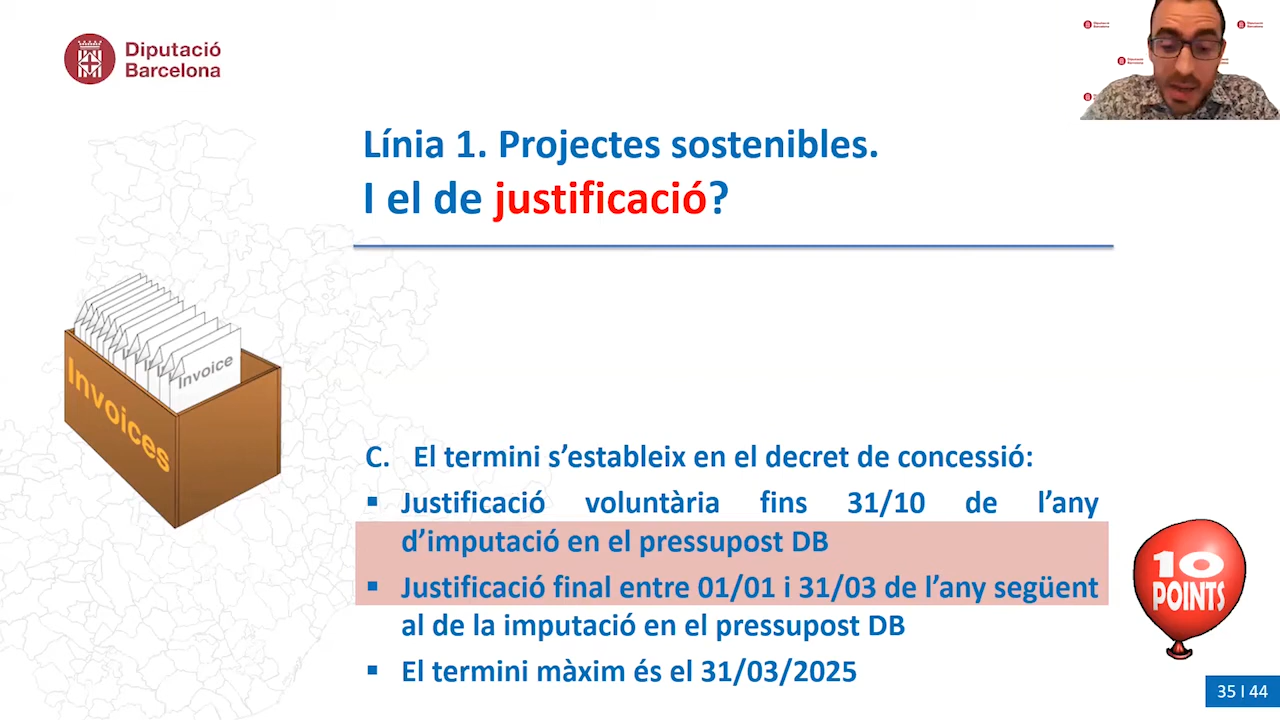 Diputació
Barcelona
Línia 1. Projectes sostenibles.
I el de justificació?
Invoice
Invoices
C. El termini s’estableix en el decret de concessió:
▪ Justificació voluntària fins 31/10 de l’any
d’imputació en el pressupost DB
▪ Justificació final entre 01/01 i 31/03 de l’any següent
al de la imputació en el pressupost DB
▪ El termini màxim és el 31/03/2025
10
POINTS
35 I 44